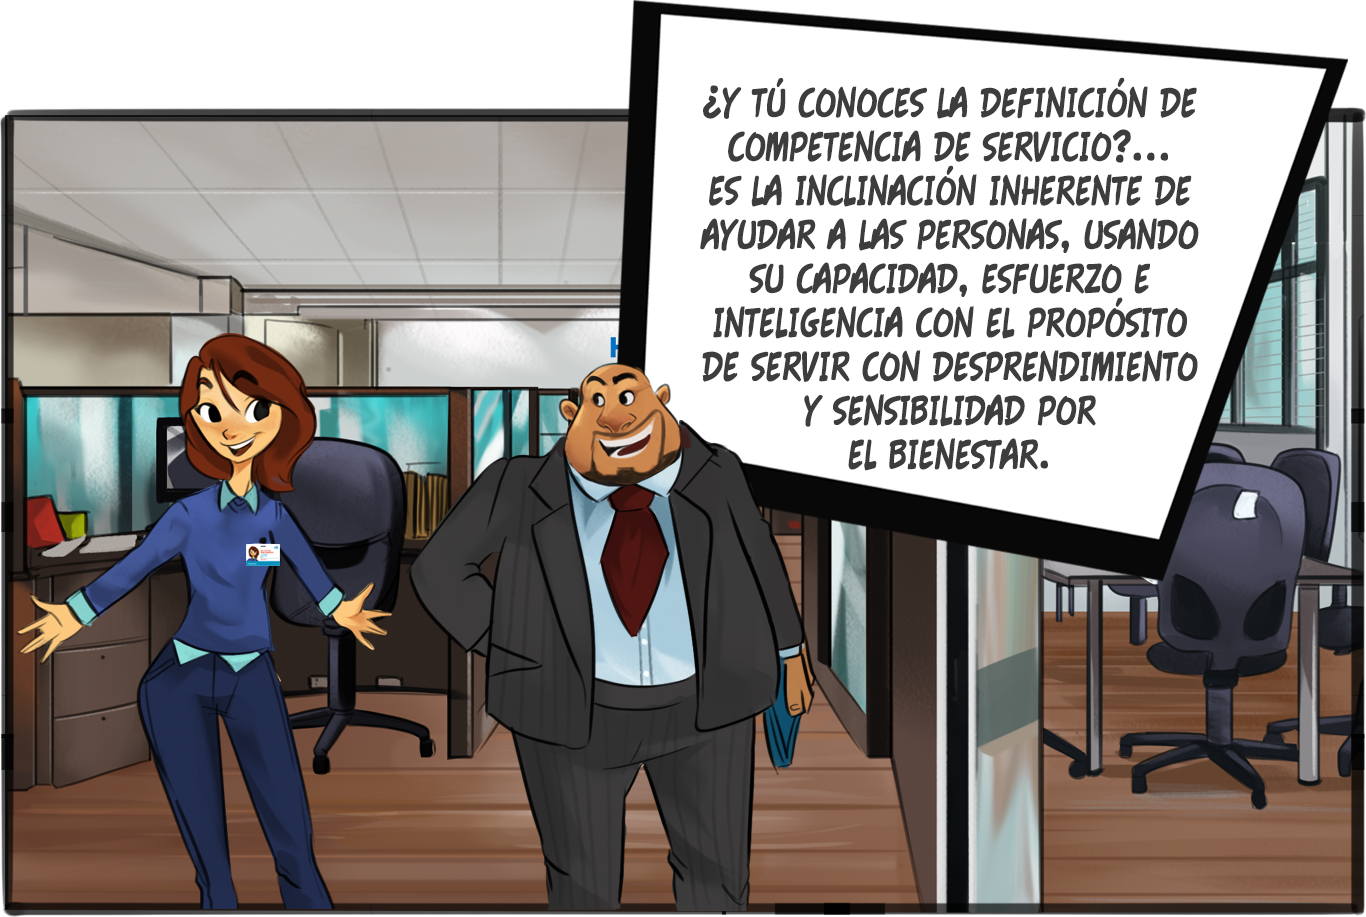 ¿Y TÚ CONOCES LA DEFINICIÓN DE
COMPETENCIA DE SERVICIO?...
ES LA INCLINACIÓN INHERENTE DE
AYUDAR A LAS PERSONAS, USANDO
SU CAPACIDAD, ESFUERZO E
INTELIGENCIA CON EL PROPÓSITO
DE SERVIR CON DESPRENDIMIENTO
Y SENSIBILIDAD POR
EL BIENESTAR.